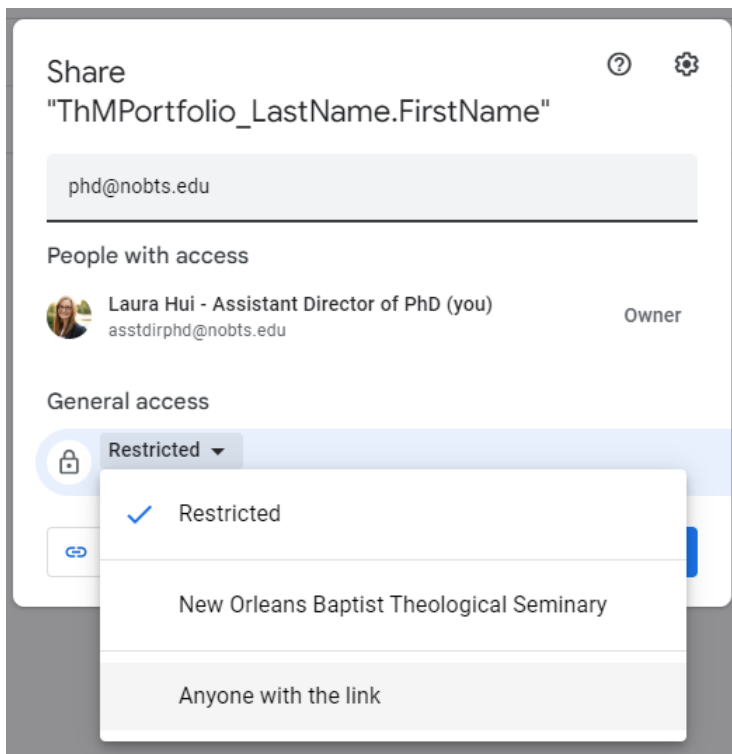 Share
"ThMPortfolio_LastName.FirstName"
phd@nobts.edu
People with access
Laura Hui - Assistant Director of PhD (you)
asstdirphd@nobts.edu
Owner
General access
Restricted
Restricted
New Orleans Baptist Theological Seminary
Anyone with the link